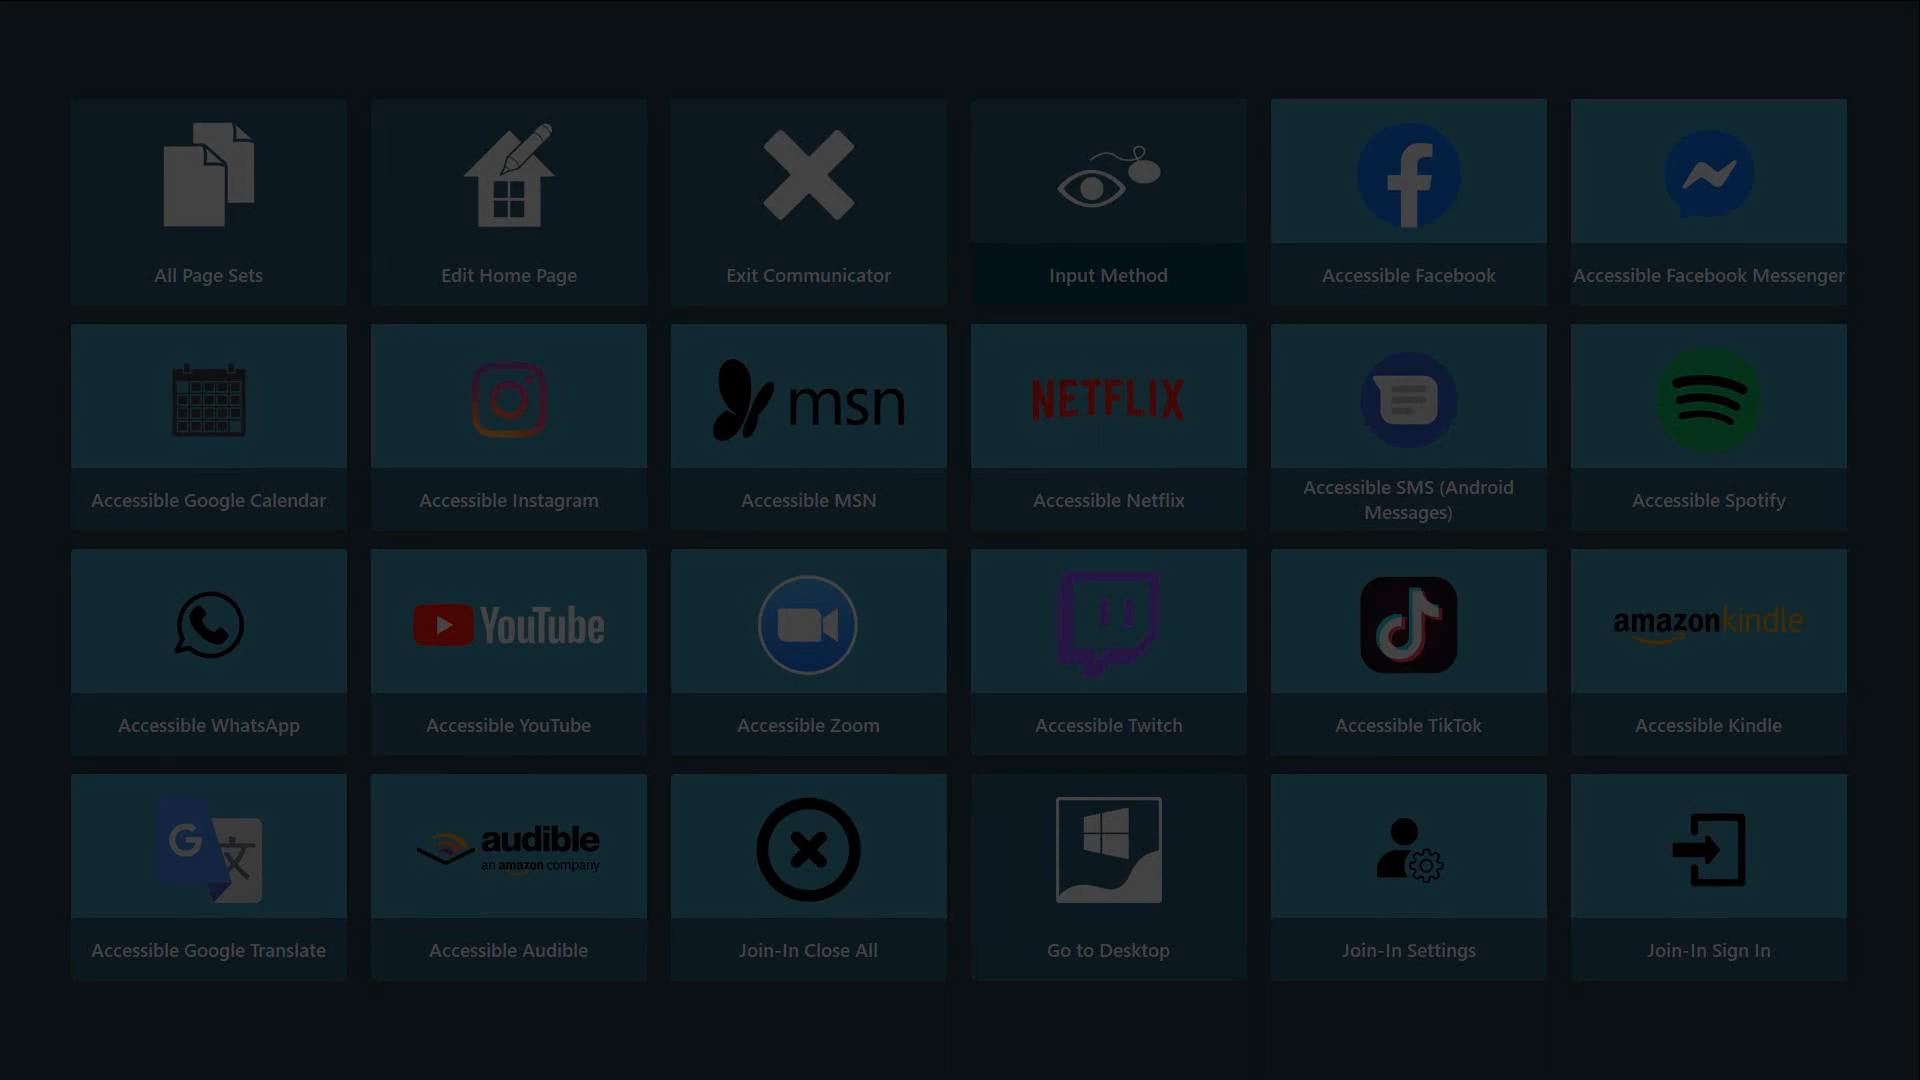 All Page Sets
Edit Home Page
Exit Communicator
Input Method
Accessible Facebook
Accessible Facebook Messenger
msn
NETFLIX
Accessible Google Calendar
Accessible Instagram
Accessible MSN
Accessible Netflix
Accessible SMS (Android
Messages)
Accessible Spotify
YouTube
amazonkindle
Accessible WhatsApp
Accessible YouTube
Accessible Zoom
Accessible Twitch
Accessible TikTok
Accessible Kindle
G 文
audible
an amazon company
Accessible Google Translate
Accessible Audible
Join-In Close All
Go to Desktop
Join-In Settings
Join-In Sign In